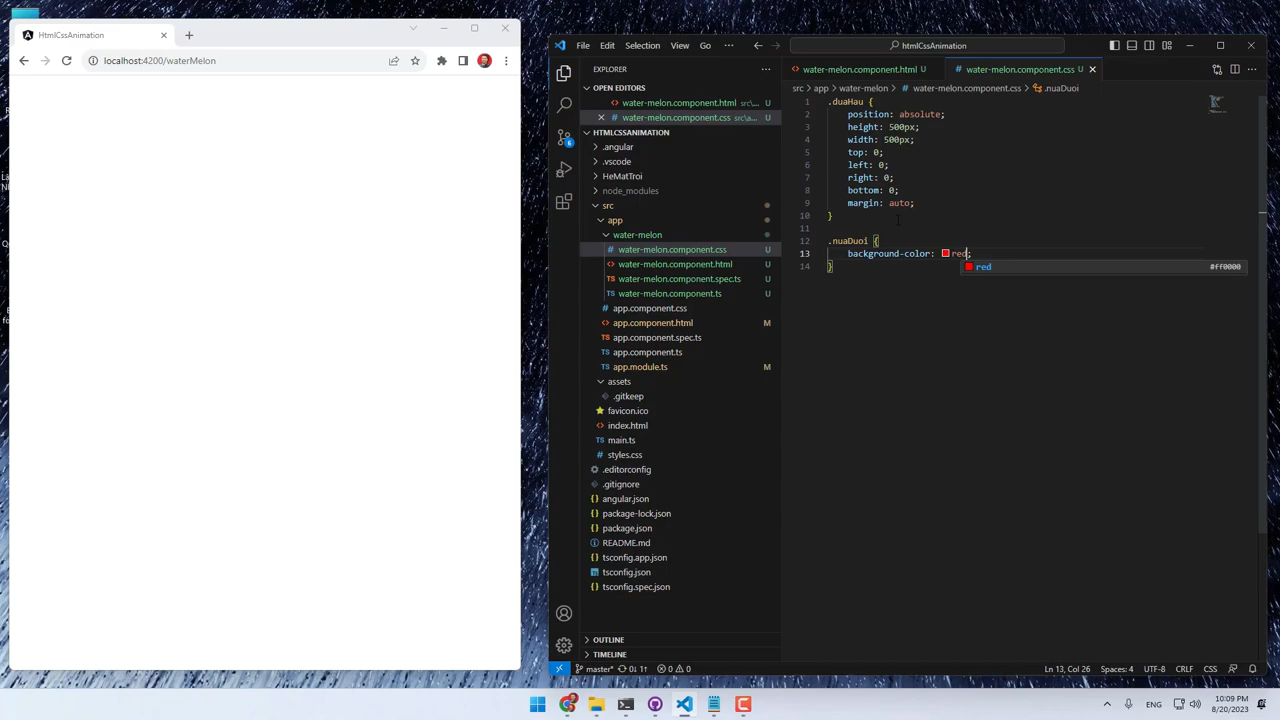 HtmlCssAnimation
localhost:4200/waterMelon
File Edit Selection View Go ···
htmlCssAnimation
EXPLORER
OPEN EDITORS
water-melon.component.html src\... U
water-melon.component.css src\a... U
HTMLCSSANIMATION
.angular
.vscode
HeMatTroi
node_modules
src
app
water-melon
water-melon.component.css U
water-melon.component.html U
water-melon.component.spec.ts U
water-melon.component.ts U
app.component.css
app.component.html M
app.component.spec.ts
app.component.ts
app.module.ts M
assets
.gitkeep
favicon.ico
index.html
main.ts
styles.css
.editorconfig
.gitignore
angular.json
package-lock.json
package.json
README.md
tsconfig.app.json
tsconfig.json
tsconfig.spec.json
OUTLINE
TIMELINE
water-melon.component.html U
water-melon.component.css U
src > app > water-melon > # water-melon.component.css > .nuaDuoi
1 .duaHau {
2 position: absolute;
3 height: 500px;
4 width: 500px;
5 top: 0;
6 left: 0;
7 right: 0;
8 bottom: 0;
9 margin: auto;
10 }
11
12 .nuaDuoi {
13 background-color: red;
14 }
red #ff0000
6
master* 0↓ 1↑ 0 0
Ln 13, Col 26 Spaces: 4 UTF-8 CRLF CSS
ENG
10:09 PM
8/20/2023